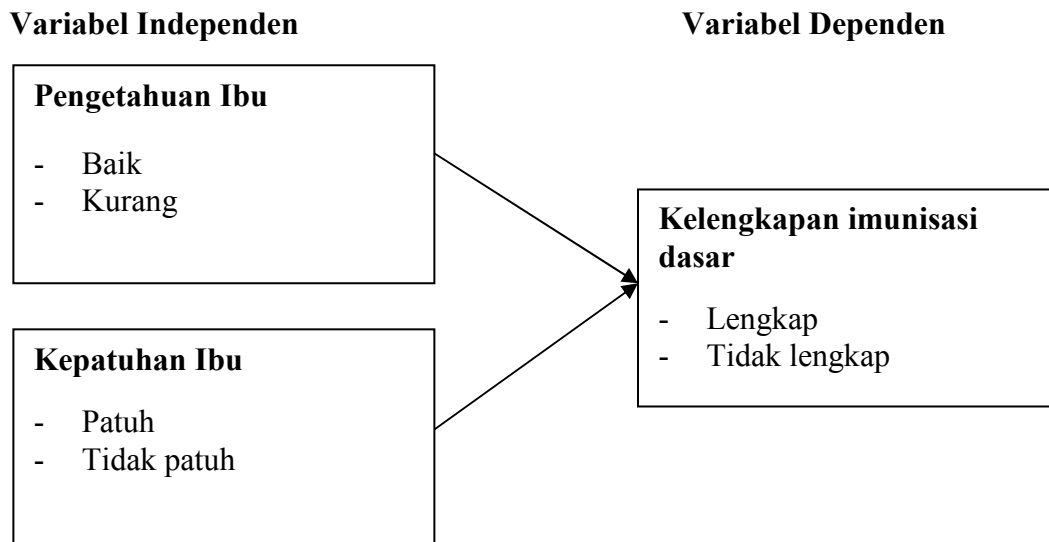 Variabel Independen
Variabel Dependen
Pengetahuan Ibu
- Baik
- Kurang
Kepatuhan Ibu
- Patuh
- Tidak patuh
Kelengkapan imunisasi
dasar
- Lengkap
- Tidak lengkap